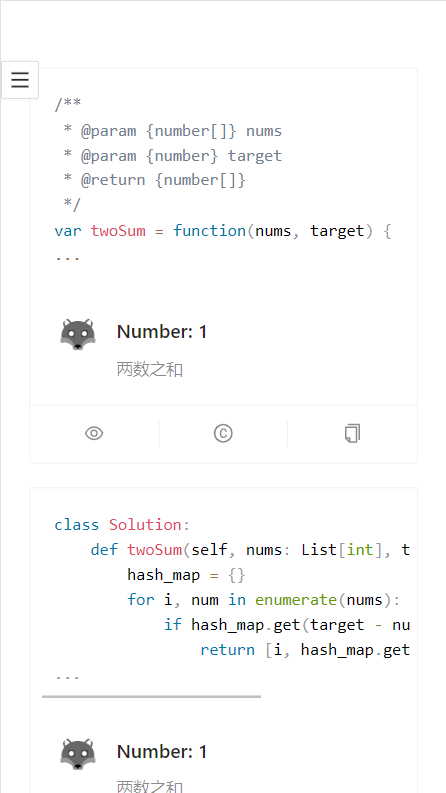 /**
 * @param {number[]} nums
 * @param {number} target
 * @return {number[]}
 */
var twoSum = function(nums, target) {
...
Number: 1
两数之和
class Solution:
    def twoSum(self, nums: List[int], t
        hash_map = {}
        for i, num in enumerate(nums):
            if hash_map.get(target - nu
                return [i, hash_map.get
...
Number: 1
两数之和